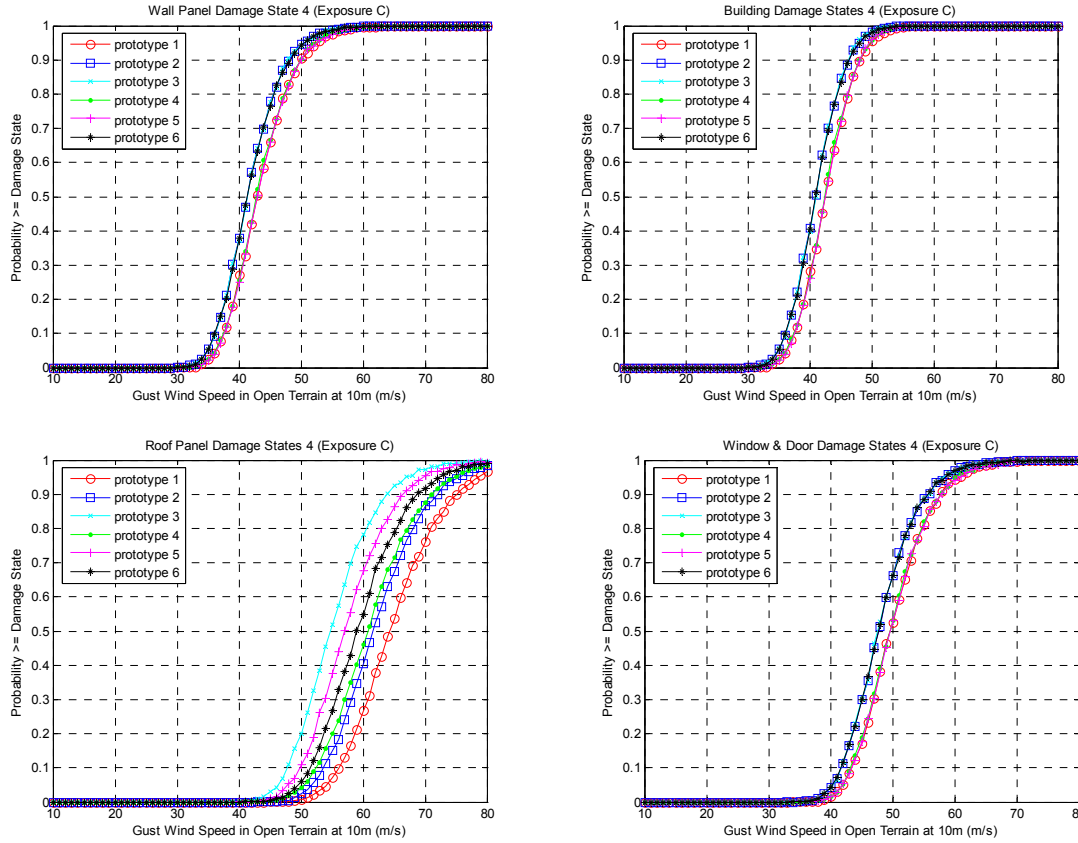 Wall Panel Damage State 4 (Exposure C)
Probability >= Damage State
1
0.9
0.8
0.7
0.6
0.5
0.4
0.3
0.2
0.1
0
prototype 1
prototype 2
prototype 3
prototype 4
prototype 5
prototype 6
10 20 30 40 50 60 70 80
Gust Wind Speed in Open Terrain at 10m (m/s)
Building Damage States 4 (Exposure C)
Probability >= Damage State
1
0.9
0.8
0.7
0.6
0.5
0.4
0.3
0.2
0.1
0
prototype 1
prototype 2
prototype 3
prototype 4
prototype 5
prototype 6
10 20 30 40 50 60 70 80
Gust Wind Speed in Open Terrain at 10m (m/s)
Roof Panel Damage States 4 (Exposure C)
Probability >= Damage State
1
0.9
0.8
0.7
0.6
0.5
0.4
0.3
0.2
0.1
0
prototype 1
prototype 2
prototype 3
prototype 4
prototype 5
prototype 6
10 20 30 40 50 60 70 80
Gust Wind Speed in Open Terrain at 10m (m/s)
Window & Door Damage States 4 (Exposure C)
Probability >= Damage State
1
0.9
0.8
0.7
0.6
0.5
0.4
0.3
0.2
0.1
0
prototype 1
prototype 2
prototype 3
prototype 4
prototype 5
prototype 6
10 20 30 40 50 60 70 80
Gust Wind Speed in Open Terrain at 10m (m/s)